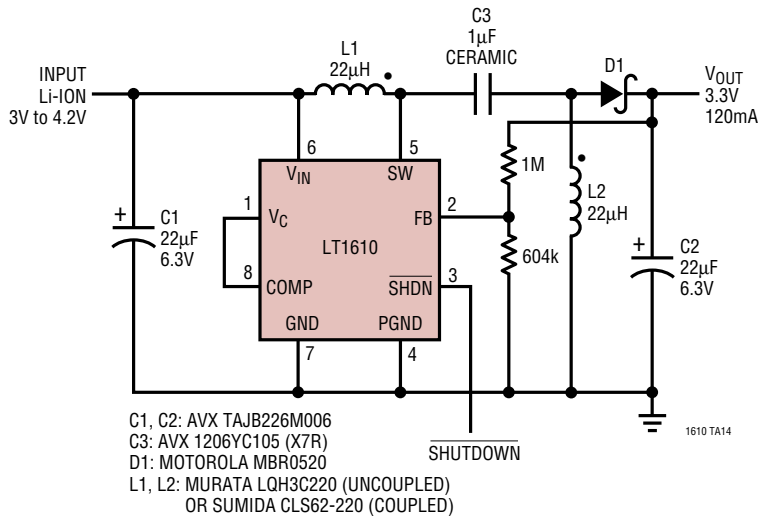 C3
1µF
CERAMIC
L1
22µH
D1
INPUT
Li-ION
3V to 4.2V
VOUT
3.3V
120mA
6
5
VIN
SW
1M
1
VC
2
FB
L2
22µH
C1
22µF
6.3V
+
LT1610
604k
+
C2
22µF
6.3V
8
COMP
3
SHDN
GND
PGND
7
4
C1, C2: AVX TAJB226M006
C3: AVX 1206YC105 (X7R)
D1: MOTOROLA MBR0520
L1, L2: MURATA LQH3C220 (UNCOUPLED)
OR SUMIDA CLS62-220 (COUPLED)
SHUTDOWN
1610 TA14